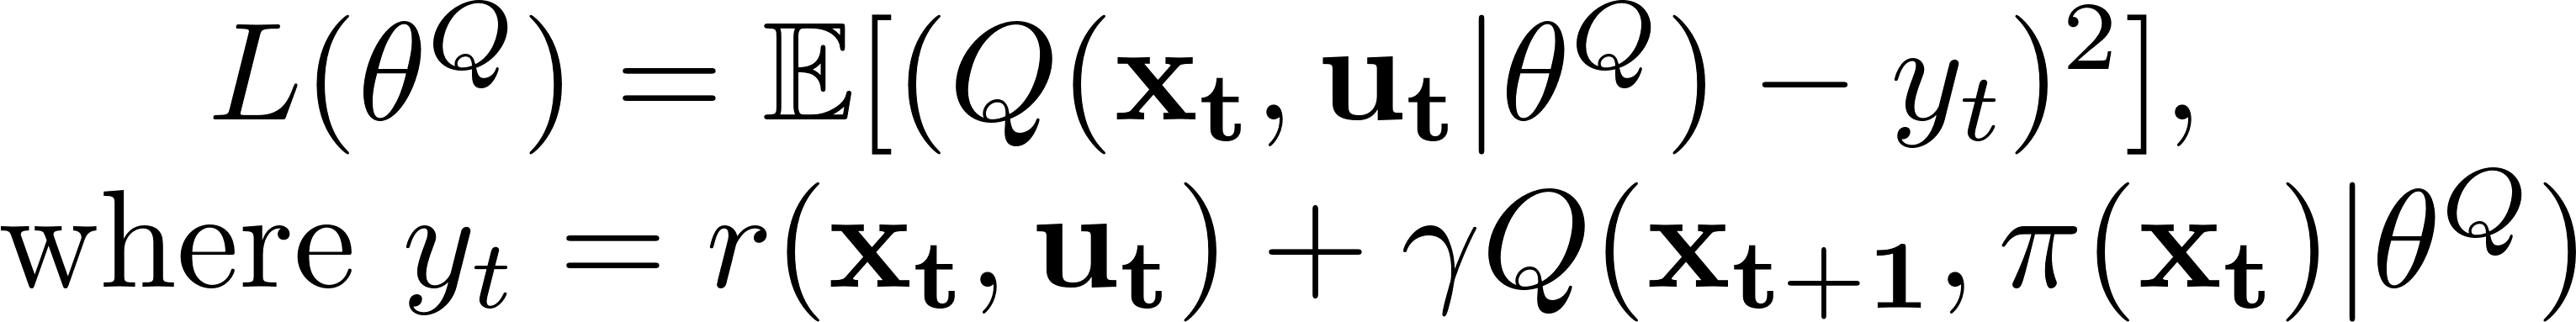 L(θ^Q) = 𝔼[(Q(𝐱_𝐭, 𝐮_𝐭|θ^Q) − y_t)²],
where y_t = r(𝐱_𝐭, 𝐮_𝐭) + γQ(𝐱_{𝐭+𝟏}, π(𝐱_𝐭)|θ^Q)